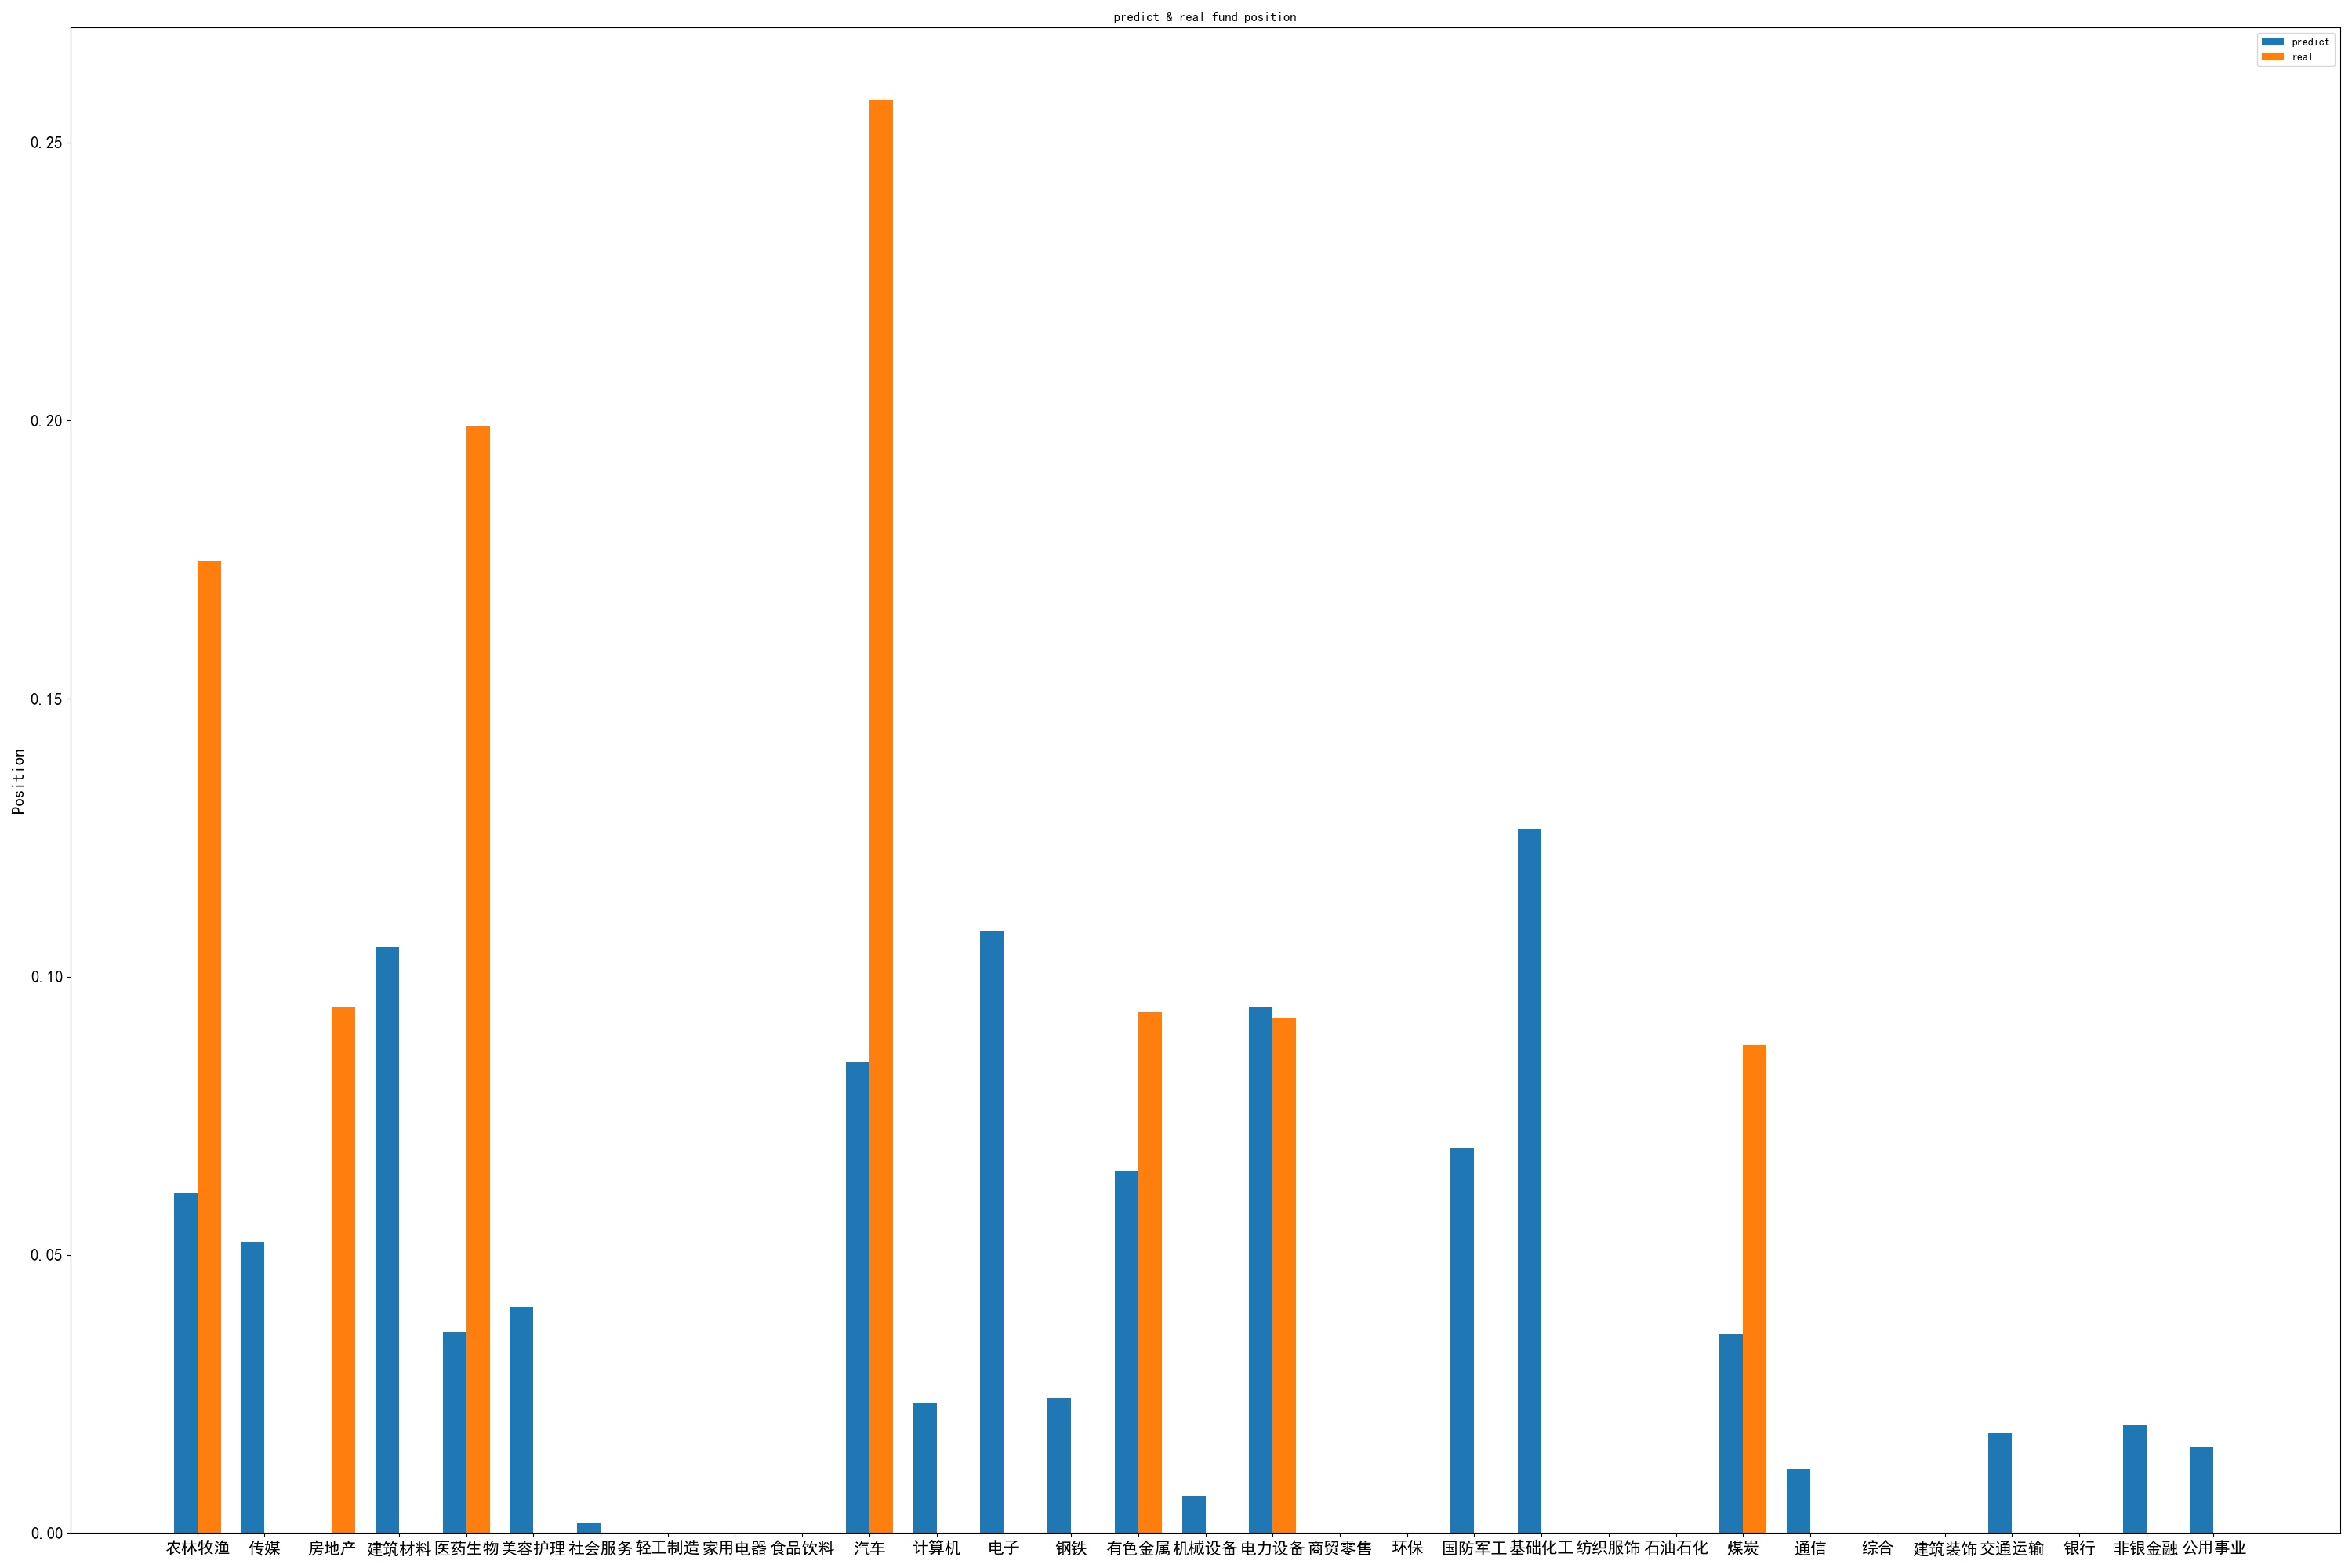 predict & real fund position
predict
real
0.25
0.20
0.15
0.10
0.05
0.00
Position
农林牧渔 传媒 房地产 建筑材料 医药生物 美容护理 社会服务 轻工制造 家用电器 食品饮料 汽车 计算机 电子 钢铁 有色金属 机械设备 电力设备 商贸零售 环保 国防军工 基础化工 纺织服饰 石油石化 煤炭 通信 综合 建筑装饰 交通运输 银行 非银金融 公用事业